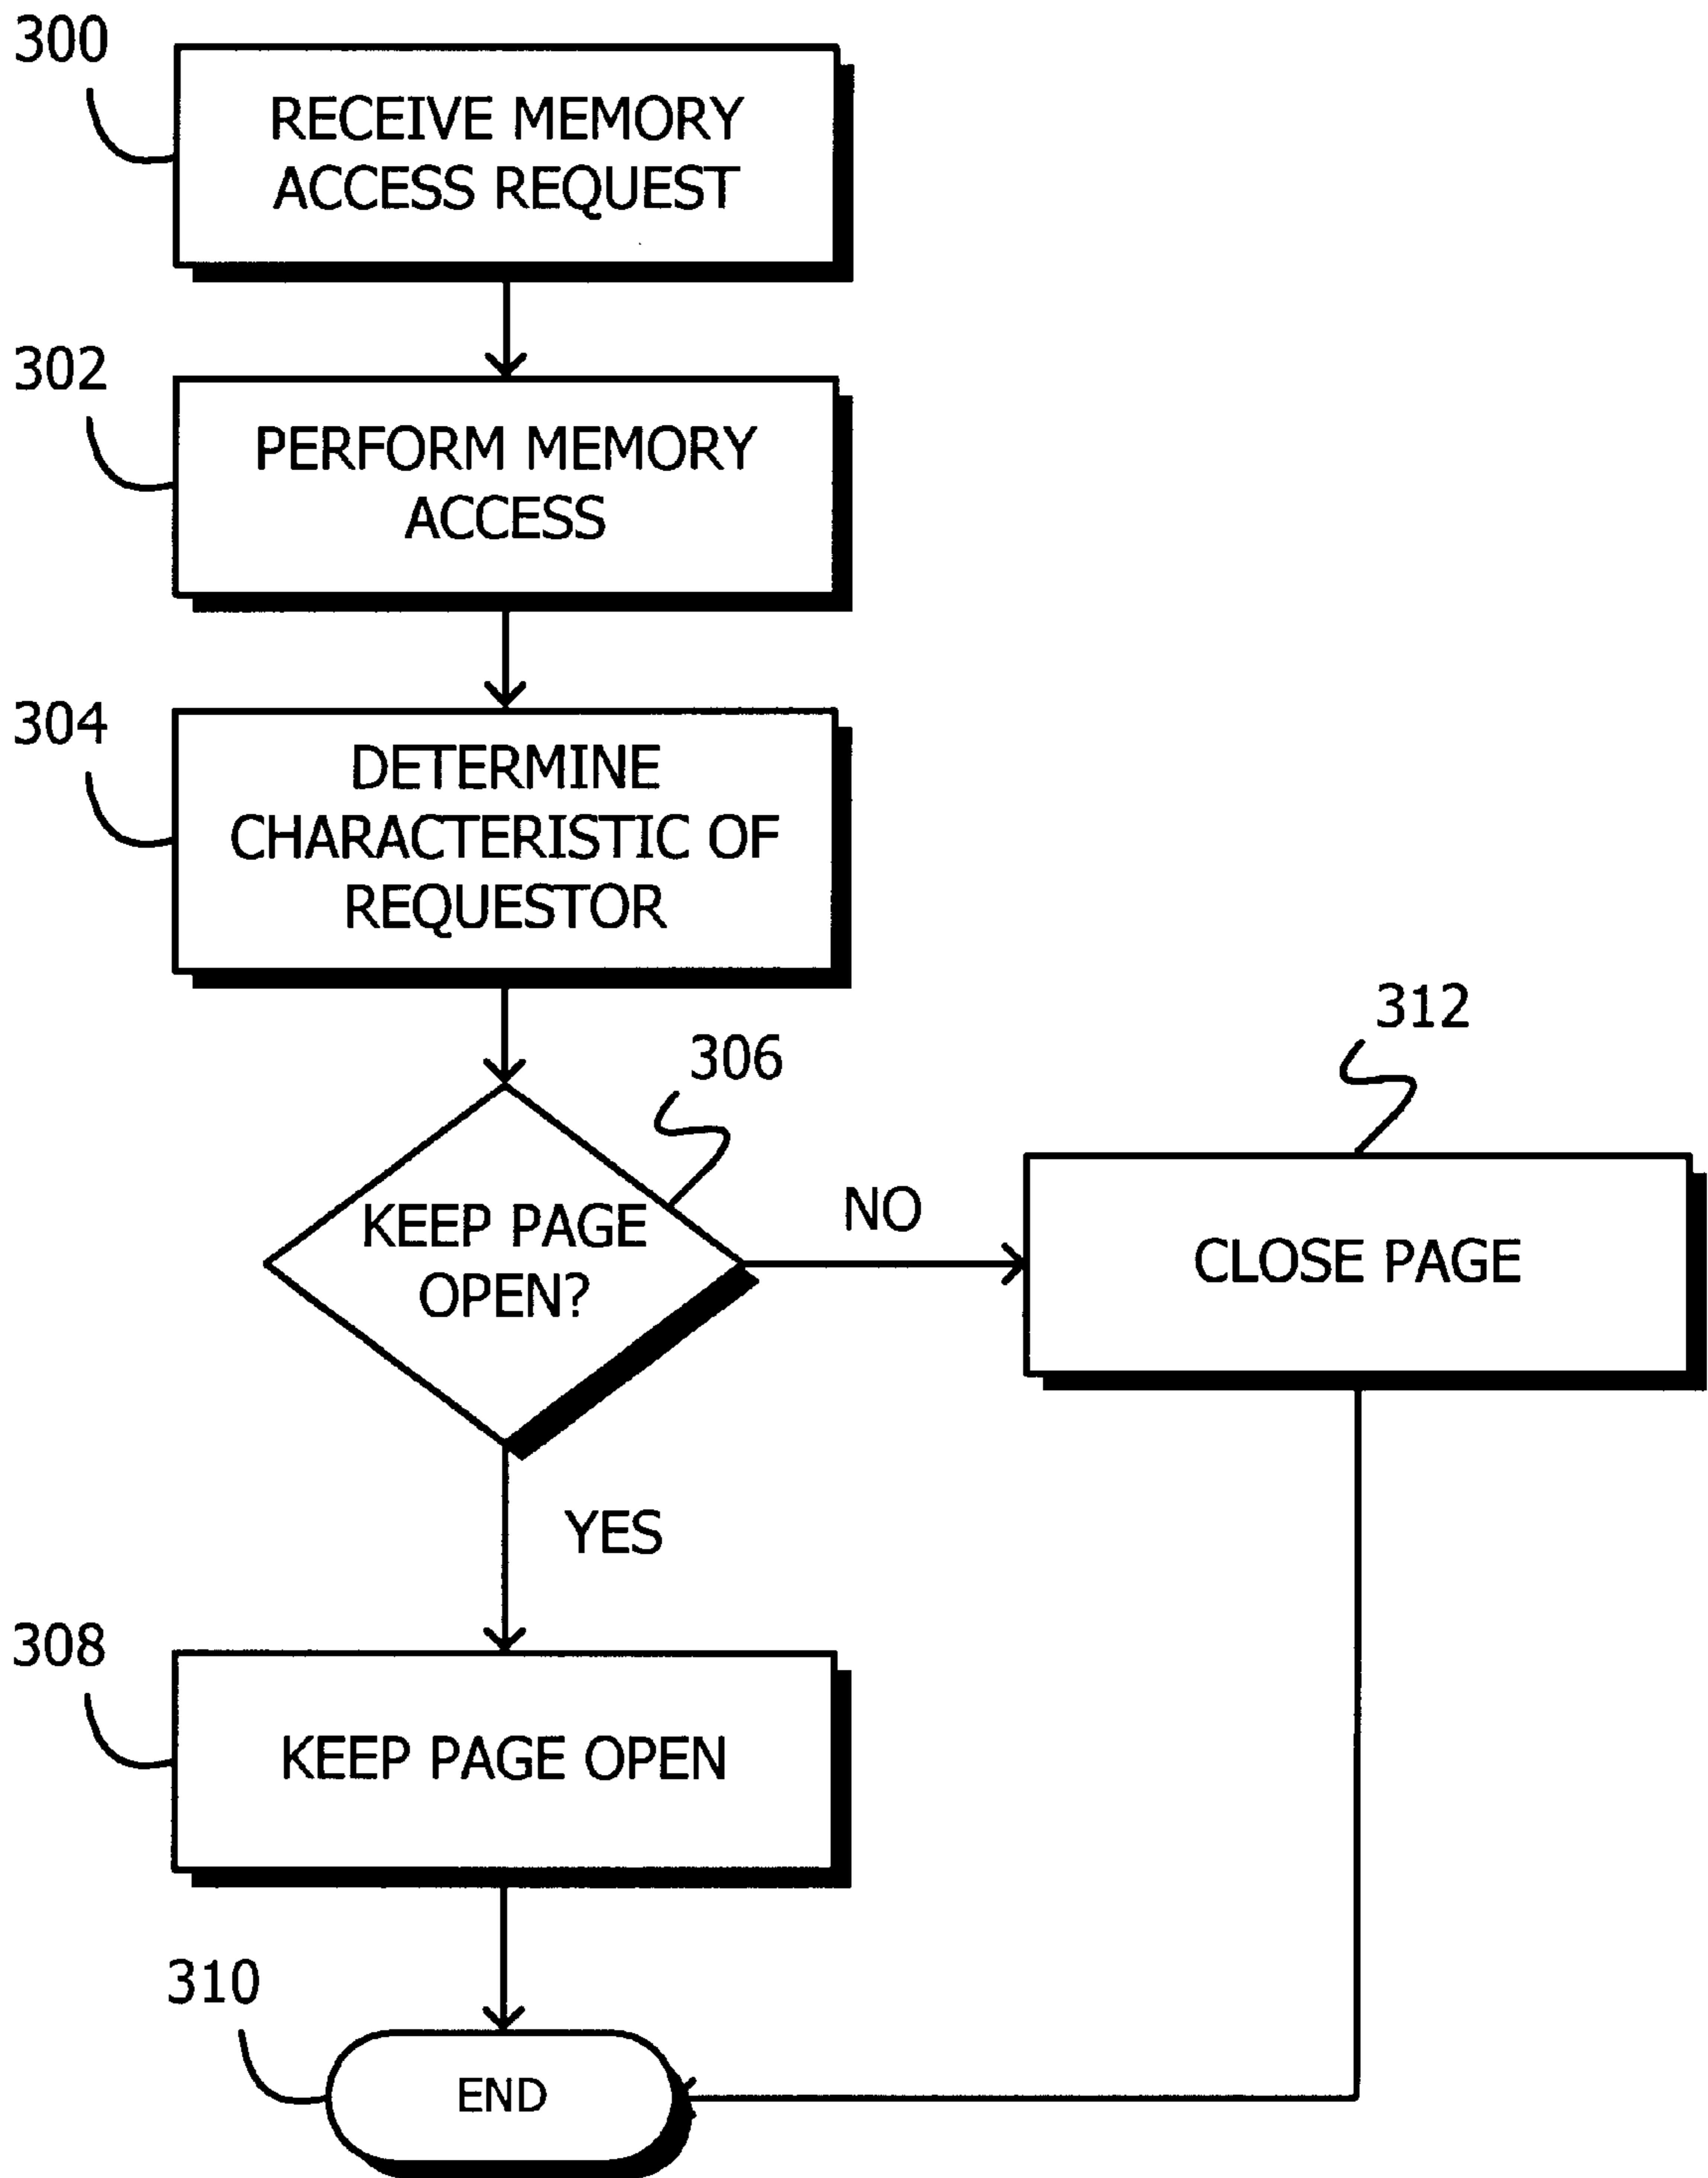 300
RECEIVE MEMORY
ACCESS REQUEST
302
PERFORM MEMORY
ACCESS
304
DETERMINE
CHARACTERISTIC OF
REQUESTOR
306
KEEP PAGE
OPEN?
NO
312
CLOSE PAGE
YES
308
KEEP PAGE OPEN
310
END